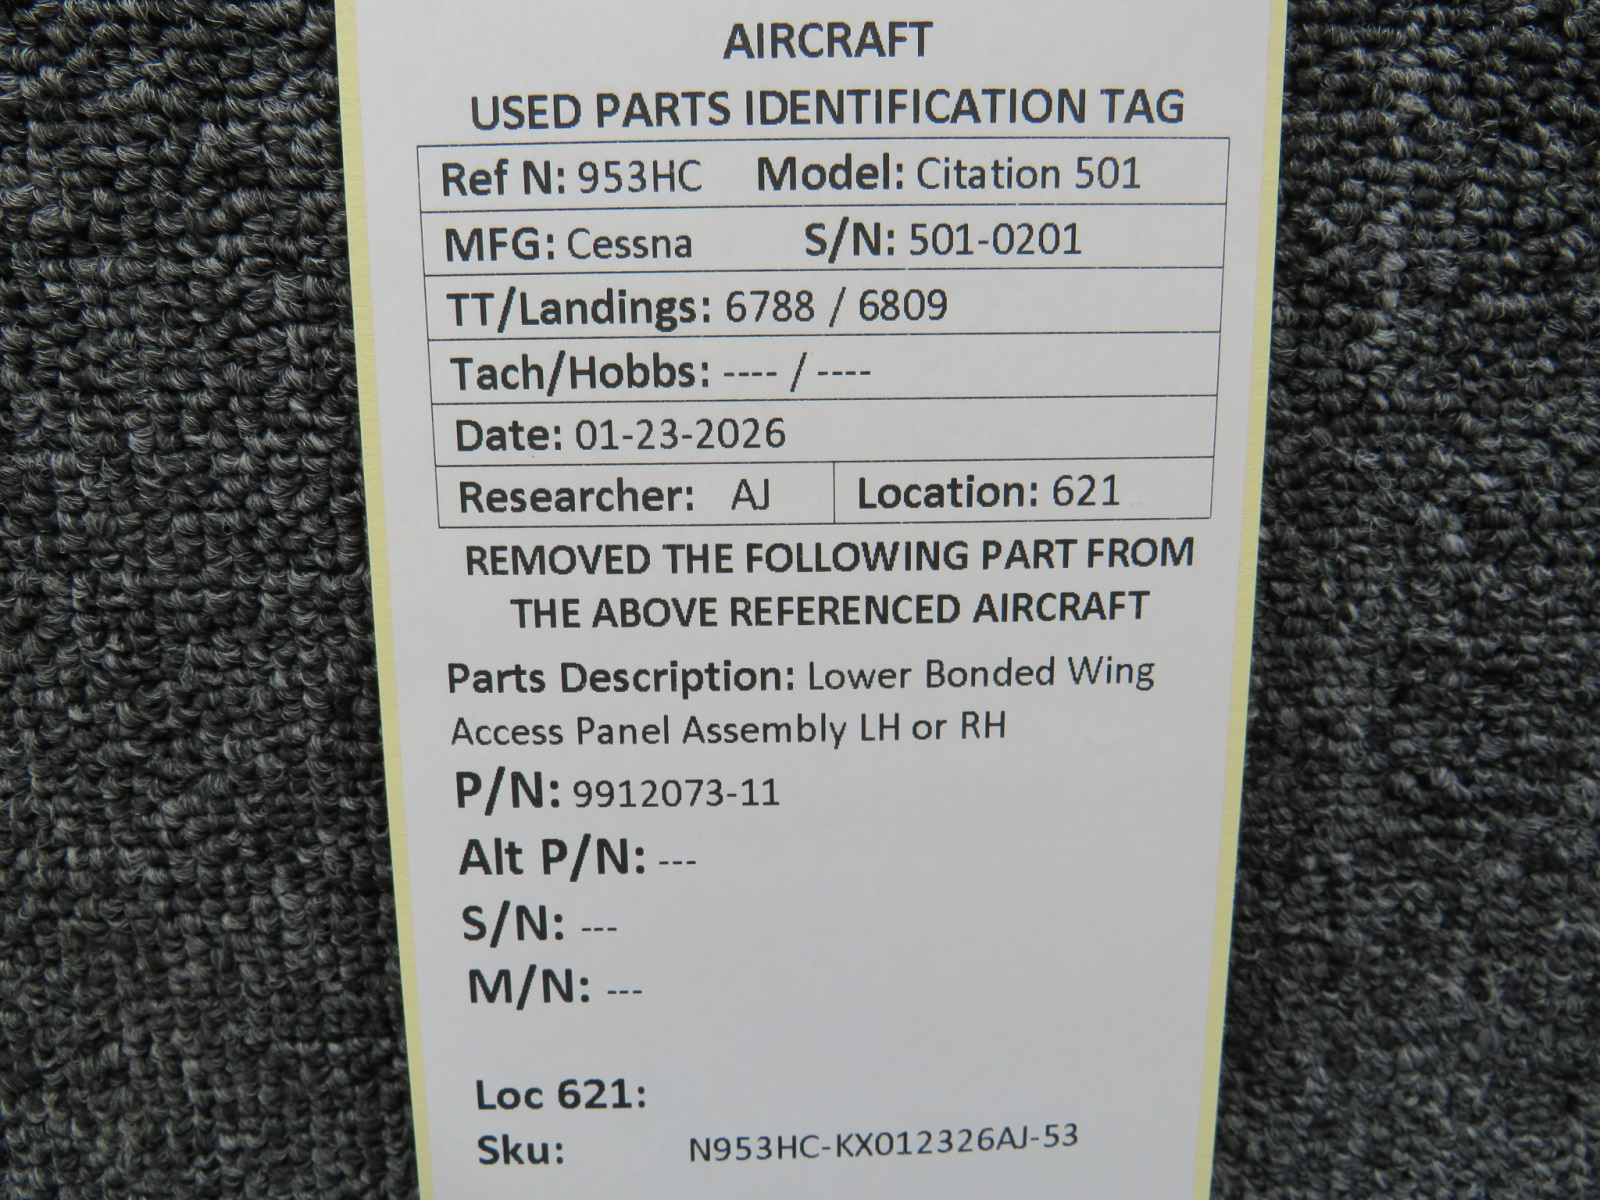 AIRCRAFT
USED PARTS IDENTIFICATION TAG
Ref N: 953HC Model: Citation 501
MFG: Cessna S/N: 501-0201
TT/Landings: 6788 / 6809
Tach/Hobbs: ---- / ----
Date: 01-23-2026
Researcher: AJ Location: 621
REMOVED THE FOLLOWING PART FROM
THE ABOVE REFERENCED AIRCRAFT
Parts Description: Lower Bonded Wing
Access Panel Assembly LH or RH
P/N: 9912073-11
Alt P/N: ---
S/N: ---
M/N: ---
Loc 621:
Sku: N953HC-KX012326AJ-53